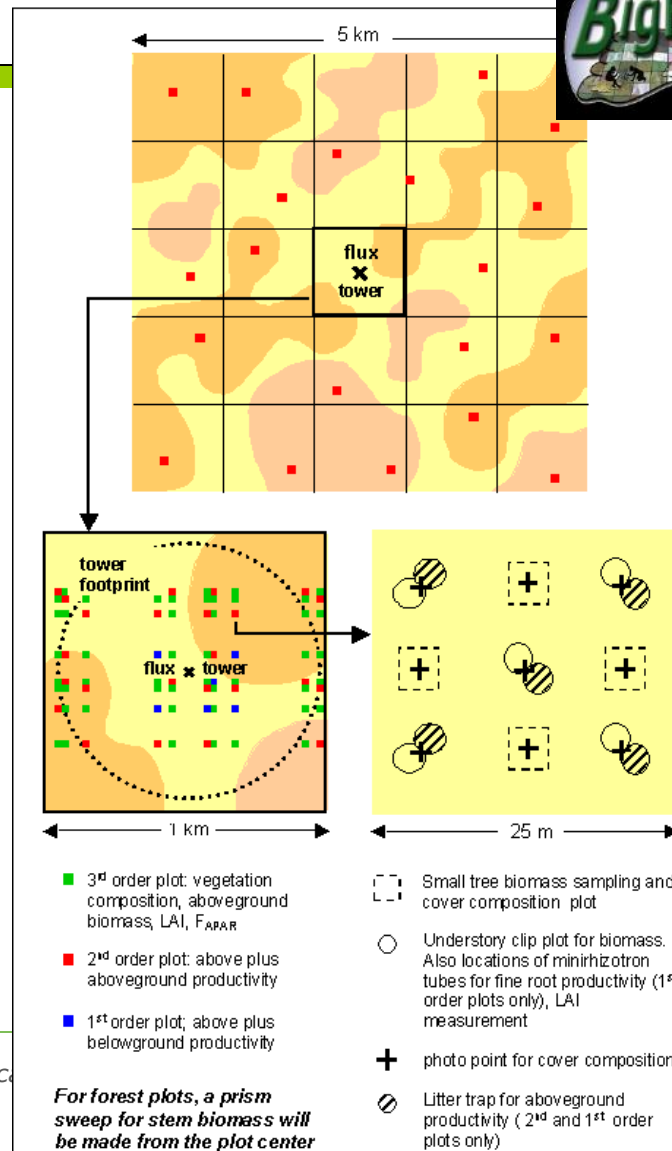 5 km
flux
tower
tower
footprint
flux tower
1 km
25 m
3rd order plot: vegetation
composition, aboveground
biomass, LAI, FAPAR
2nd order plot: above plus
aboveground productivity
1st order plot; above plus
belowground productivity
For forest plots, a prism
sweep for stem biomass will
be made from the plot center
Small tree biomass sampling and
cover composition plot
Understory clip plot for biomass.
Also locations of minirhizotron
tubes for fine root productivity (1st
order plots only), LAI
measurement
photo point for cover composition
Litter trap for aboveground
productivity ( 2nd and 1st order
plots only)